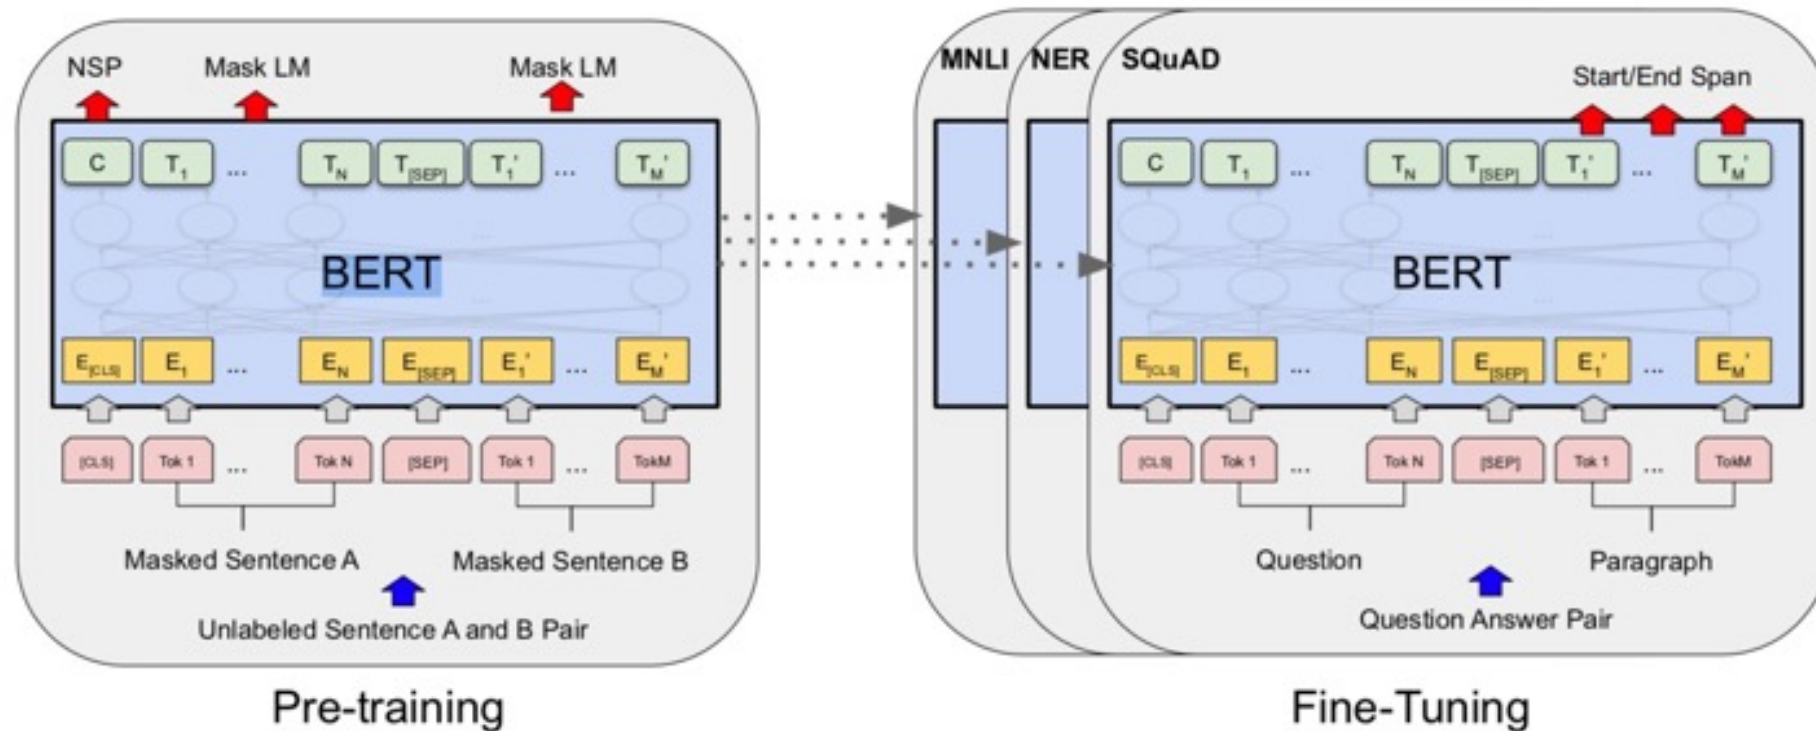 NSP Mask LM Mask LM
C T1 ... TN T[SEP] T1' ... TM'
BERT
E[CLS] E1 ... EN E[SEP] E1' ... EM'
[CLS] Tok 1 ... Tok N [SEP] Tok 1 ... TokM
Masked Sentence A Masked Sentence B
Unlabeled Sentence A and B Pair
Pre-training
MNLI NER SQuAD
Start/End Span
C T1 ... TN T[SEP] T1' ... TM'
BERT
E[CLS] E1 ... EN E[SEP] E1' ... EM'
[CLS] Tok 1 ... Tok N [SEP] Tok 1 ... TokM
Question Paragraph
Question Answer Pair
Fine-Tuning